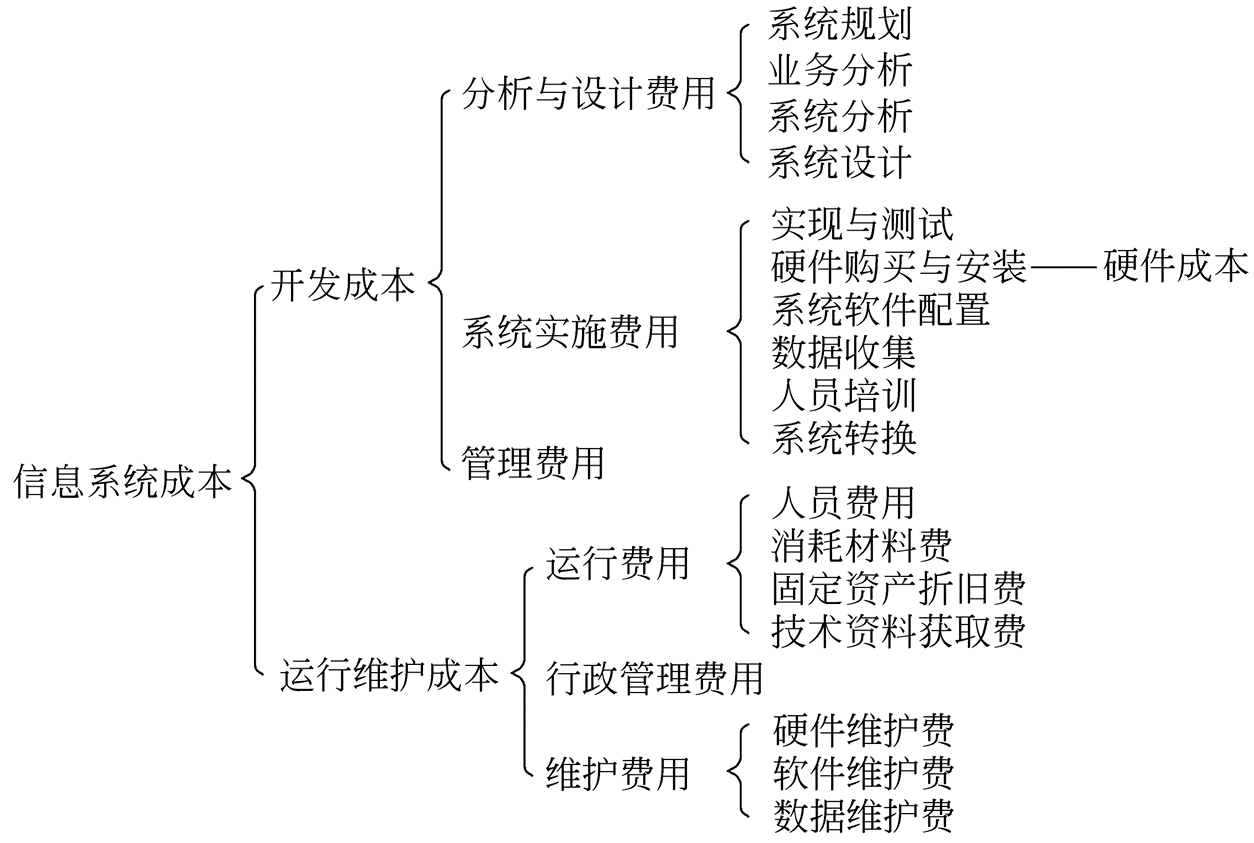 信息系统成本
开发成本
分析与设计费用
系统规划
业务分析
系统分析
系统设计
系统实施费用
实现与测试
硬件购买与安装——硬件成本
系统软件配置
数据收集
人员培训
系统转换
管理费用
运行维护成本
运行费用
人员费用
消耗材料费
固定资产折旧费
技术资料获取费
行政管理费用
维护费用
硬件维护费
软件维护费
数据维护费